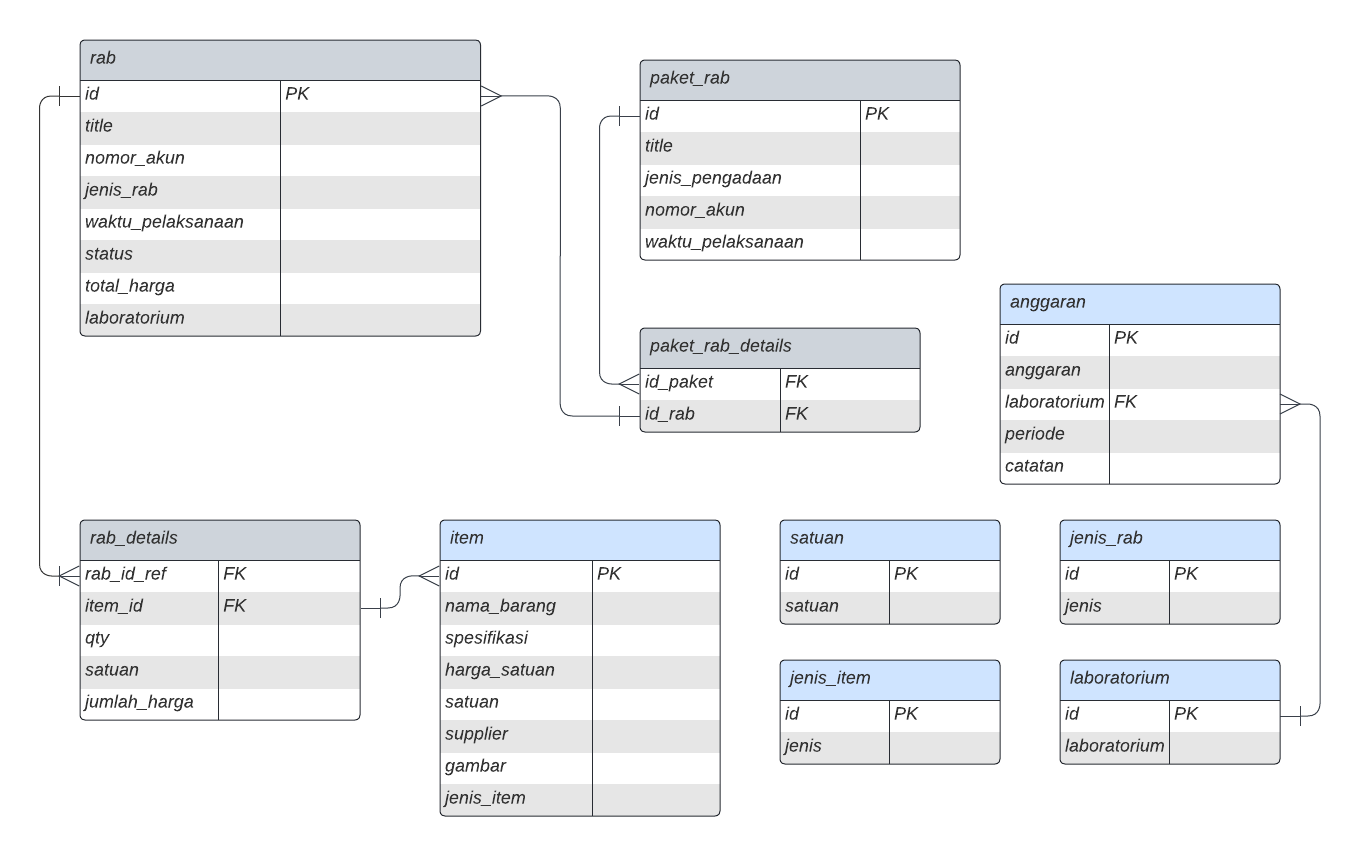 rab
id PK
title
nomor_akun
jenis_rab
waktu_pelaksanaan
status
total_harga
laboratorium
paket_rab
id PK
title
jenis_pengadaan
nomor_akun
waktu_pelaksanaan
paket_rab_details
id_paket FK
id_rab FK
anggaran
id PK
anggaran
laboratorium FK
periode
catatan
rab_details
rab_id_ref FK
item_id FK
qty
satuan
jumlah_harga
item
id PK
nama_barang
spesifikasi
harga_satuan
satuan
supplier
gambar
jenis_item
satuan
id PK
satuan
jenis_rab
id PK
jenis
jenis_item
id PK
jenis
laboratorium
id PK
laboratorium